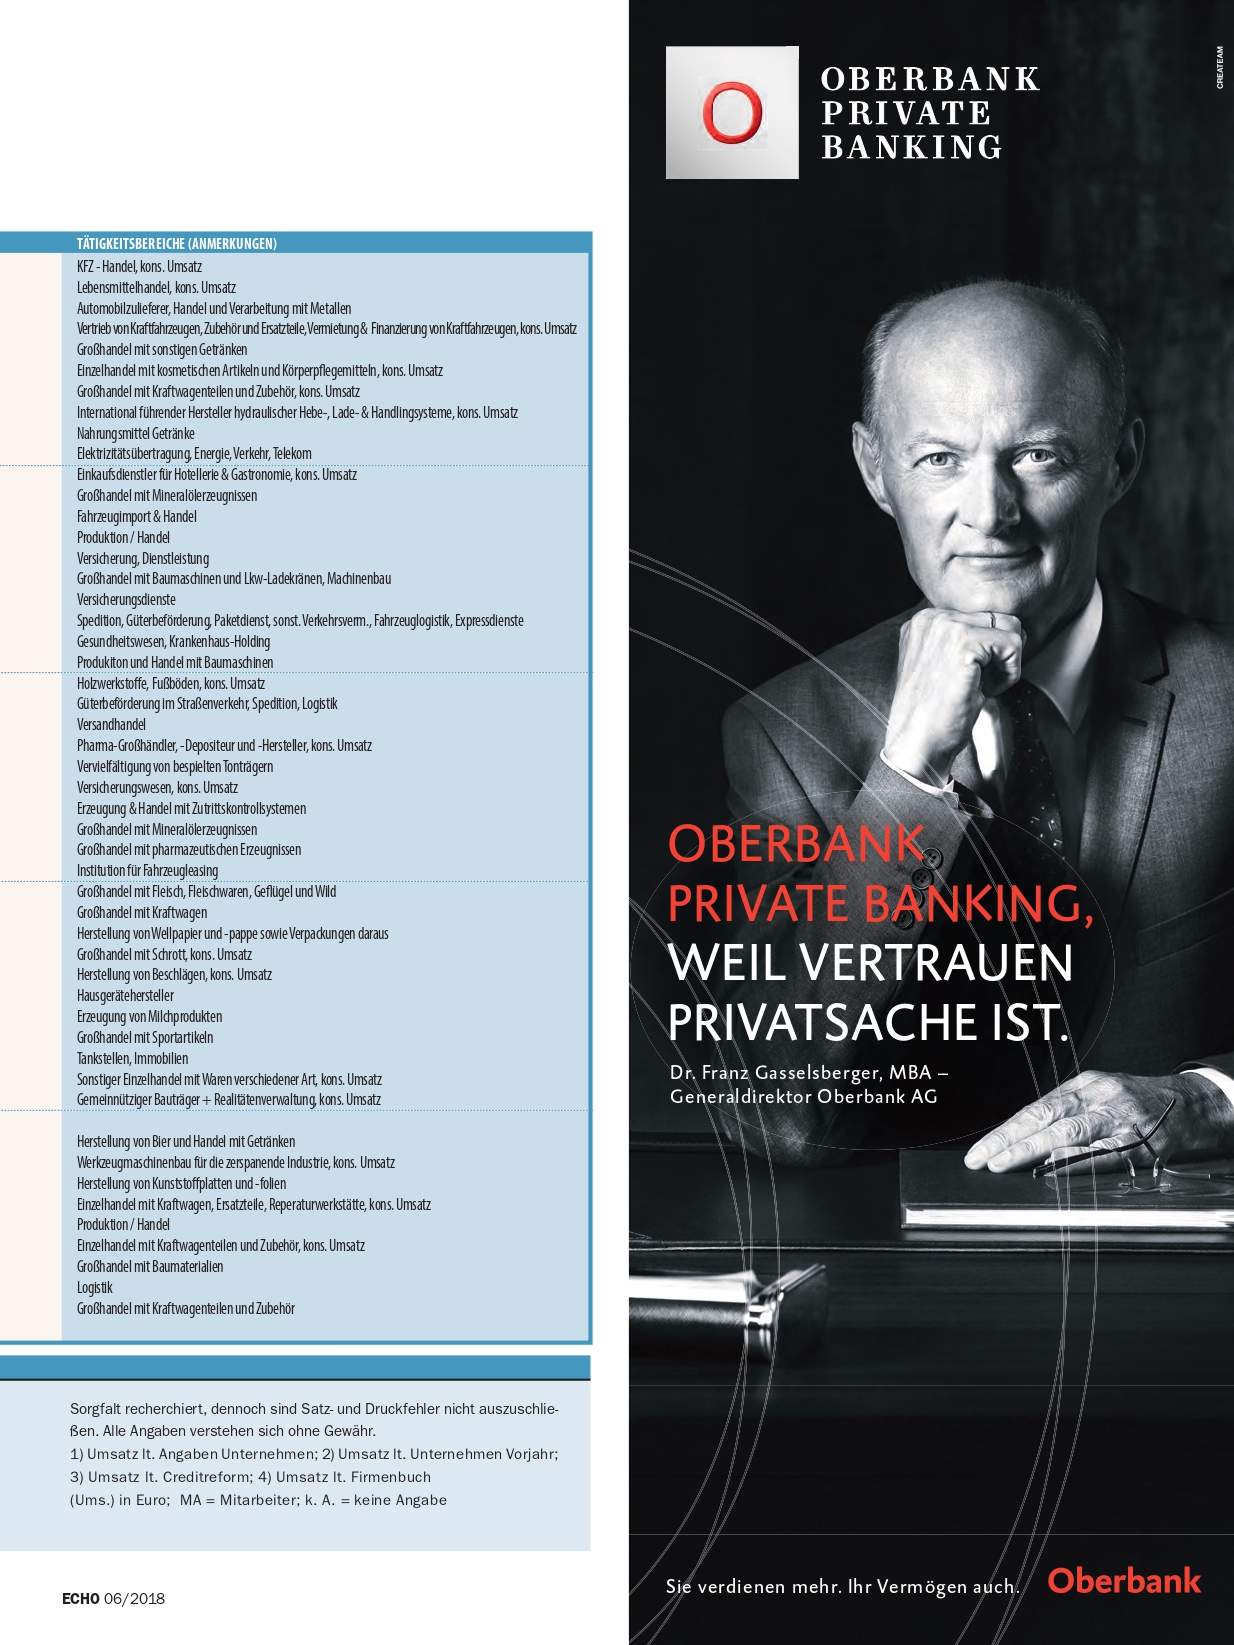 TÄTIGKEITSBEREICHE (ANMERKUNGEN)
KFZ - Handel, kons. Umsatz
Lebensmittelhandel, kons. Umsatz
Automobilzulieferer, Handel und Verarbeitung mit Metallen
Vertrieb von Kraftfahrzeugen, Zubehör und Ersatzteile, Vermietung & Finanzierung von Kraftfahrzeugen, kons. Umsatz
Großhandel mit sonstigen Getränken
Einzelhandel mit kosmetischen Artikeln und Körperpflegemitteln, kons. Umsatz
Großhandel mit Kraftwagenteilen und Zubehör, kons. Umsatz
International führender Hersteller hydraulischer Hebe-, Lade- & Handlingsysteme, kons. Umsatz
Nahrungsmittel Getränke
Elektrizitätsübertragung, Energie, Verkehr, Telekom
Einkaufsdienstler für Hotellerie & Gastronomie, kons. Umsatz
Großhandel mit Mineralölerzeugnissen
Fahrzeugimport & Handel
Produktion / Handel
Versicherung, Dienstleistung
Großhandel mit Baumaschinen und Lkw-Ladekränen, Machinenbau
Versicherungsdienste
Spedition, Güterbeförderung, Paketdienst, sonst. Verkehrsverm., Fahrzeuglogistik, Expressdienste
Gesundheitswesen, Krankenhaus-Holding
Produkiton und Handel mit Baumaschinen
Holzwerkstoffe, Fußböden, kons. Umsatz
Güterbeförderung im Straßenverkehr, Spedition, Logistik
Versandhandel
Pharma-Großhändler, -Depositeur und -Hersteller, kons. Umsatz
Vervielfältigung von bespielten Tonträgern
Versicherungswesen, kons. Umsatz
Erzeugung & Handel mit Zutrittskontrollsystemen
Großhandel mit Mineralölerzeugnissen
Großhandel mit pharmazeutischen Erzeugnissen
Institution für Fahrzeugleasing
Großhandel mit Fleisch, Fleischwaren, Geflügel und Wild
Großhandel mit Kraftwagen
Herstellung von Wellpapier und -pappe sowie Verpackungen daraus
Großhandel mit Schrott, kons. Umsatz
Herstellung von Beschlägen, kons. Umsatz
Hausgerätehersteller
Erzeugung von Milchprodukten
Großhandel mit Sportartikeln
Tankstellen, Immobilien
Sonstiger Einzelhandel mit Waren verschiedener Art, kons. Umsatz
Gemeinnütziger Bauträger + Realitätenverwaltung, kons. Umsatz
Herstellung von Bier und Handel mit Getränken
Werkzeugmaschinenbau für die zerspanende Industrie, kons. Umsatz
Herstellung von Kunststoffplatten und -folien
Einzelhandel mit Kraftwagen, Ersatzteile, Reperaturwerkstätte, kons. Umsatz
Produktion / Handel
Einzelhandel mit Kraftwagenteilen und Zubehör, kons. Umsatz
Großhandel mit Baumaterialien
Logistik
Großhandel mit Kraftwagenteilen und Zubehör
Sorgfalt recherchiert, dennoch sind Satz- und Druckfehler nicht auszuschlie-
ßen. Alle Angaben verstehen sich ohne Gewähr.
1) Umsatz lt. Angaben Unternehmen; 2) Umsatz lt. Unternehmen Vorjahr;
3) Umsatz lt. Creditreform; 4) Umsatz lt. Firmenbuch
(Ums.) in Euro; MA = Mitarbeiter; k. A. = keine Angabe
ECHO 06/2018
O
OBERBANK
PRIVATE
BANKING
CREATEAM
OBERBANK
PRIVATE BANKING,
WEIL VERTRAUEN
PRIVATSACHE IST.
Dr. Franz Gasselsberger, MBA –
Generaldirektor Oberbank AG
Sie verdienen mehr. Ihr Vermögen auch.
Oberbank